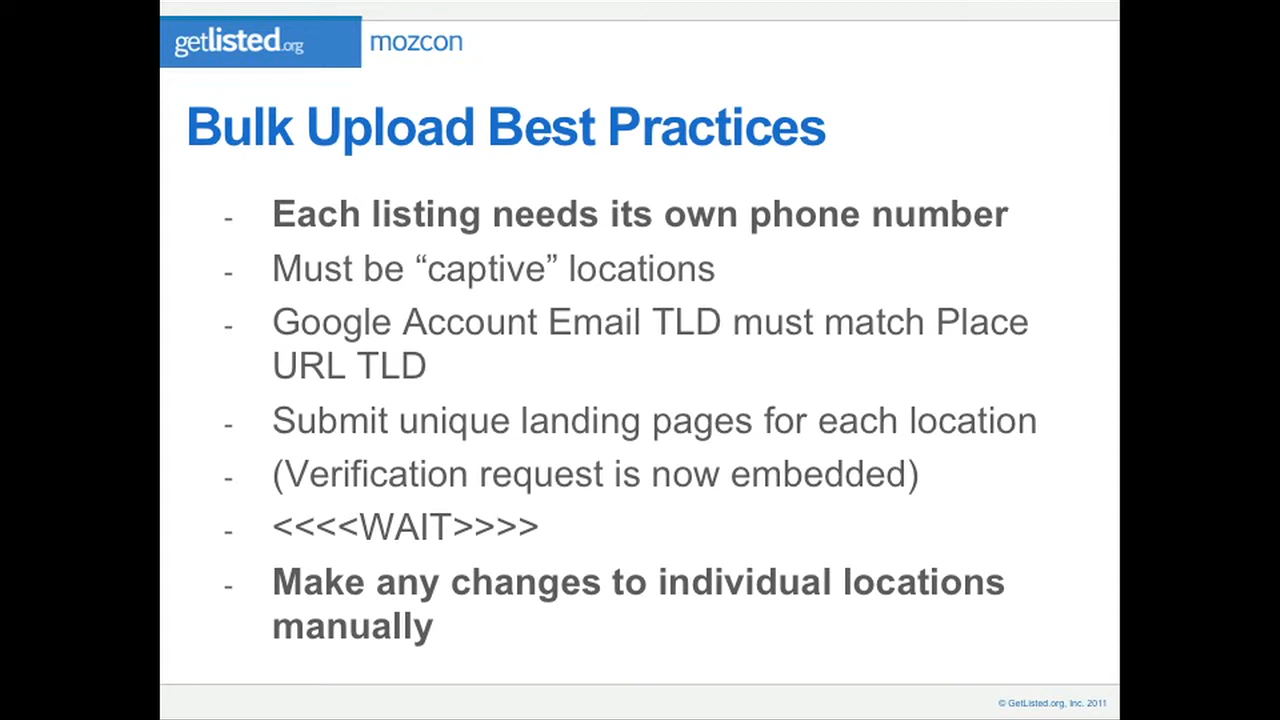 getlisted.org mozcon
Bulk Upload Best Practices
- Each listing needs its own phone number
- Must be “captive” locations
- Google Account Email TLD must match Place
URL TLD
- Submit unique landing pages for each location
- (Verification request is now embedded)
- <<<<WAIT>>>>
- Make any changes to individual locations
manually
© GetListed.org, Inc. 2011